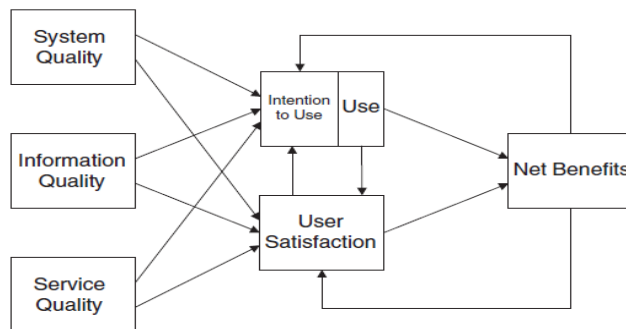 System
Quality
Information
Quality
Service
Quality
Intention
to Use
Use
User
Satisfaction
Net Benefits